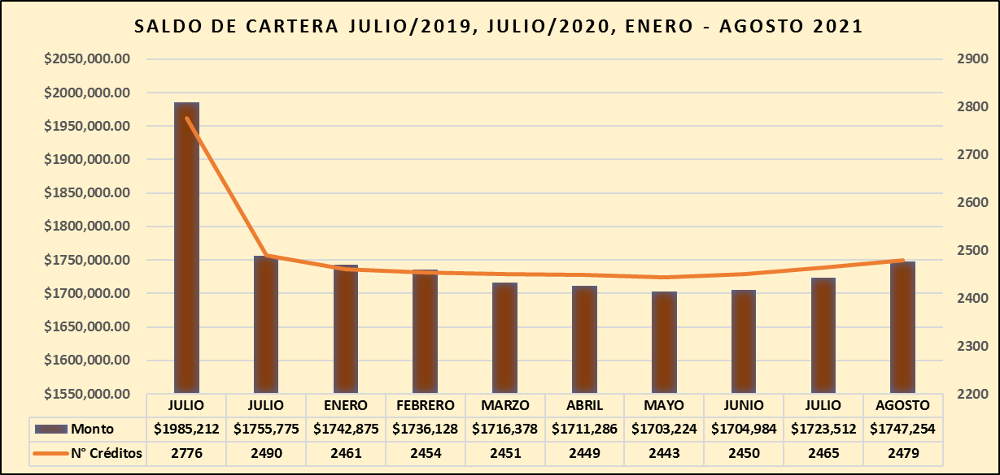 SALDO DE CARTERA JULIO/2019, JULIO/2020, ENERO - AGOSTO 2021
$2050,000.00 2900
$2000,000.00 2800
$1950,000.00
$1900,000.00 2700
$1850,000.00 2600
$1800,000.00
$1750,000.00 2500
$1700,000.00 2400
$1650,000.00
$1600,000.00 2300
$1550,000.00 2200
JULIO JULIO ENERO FEBRERO MARZO ABRIL MAYO JUNIO JULIO AGOSTO
Monto $1985,212 $1755,775 $1742,875 $1736,128 $1716,378 $1711,286 $1703,224 $1704,984 $1723,512 $1747,254
N° Créditos 2776 2490 2461 2454 2451 2449 2443 2450 2465 2479